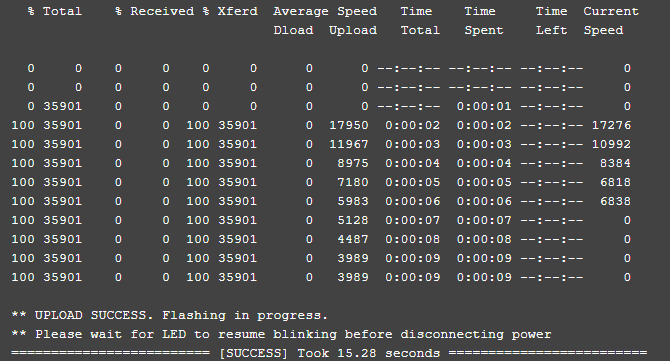 % Total % Received % Xferd Average Speed Time Time Time Current
Dload Upload Total Spent Left Speed
0 0 0 0 0 0 0 0 --:--:-- --:--:-- --:--:-- 0
0 0 0 0 0 0 0 0 --:--:-- --:--:-- --:--:-- 0
0 35901 0 0 0 0 0 0 --:--:-- 0:00:01 --:--:-- 0
100 35901 0 0 100 35901 0 17950 0:00:02 0:00:02 --:--:-- 17276
100 35901 0 0 100 35901 0 11967 0:00:03 0:00:03 --:--:-- 10992
100 35901 0 0 100 35901 0 8975 0:00:04 0:00:04 --:--:-- 8384
100 35901 0 0 100 35901 0 7180 0:00:05 0:00:05 --:--:-- 6818
100 35901 0 0 100 35901 0 5983 0:00:06 0:00:06 --:--:-- 6838
100 35901 0 0 100 35901 0 5128 0:00:07 0:00:07 --:--:-- 0
100 35901 0 0 100 35901 0 4487 0:00:08 0:00:08 --:--:-- 0
100 35901 0 0 100 35901 0 3989 0:00:09 0:00:09 --:--:-- 0
100 35901 0 0 100 35901 0 3989 0:00:09 0:00:09 --:--:-- 0
** UPLOAD SUCCESS. Flashing in progress.
** Please wait for LED to resume blinking before disconnecting power
========================= [SUCCESS] Took 15.28 seconds =========================